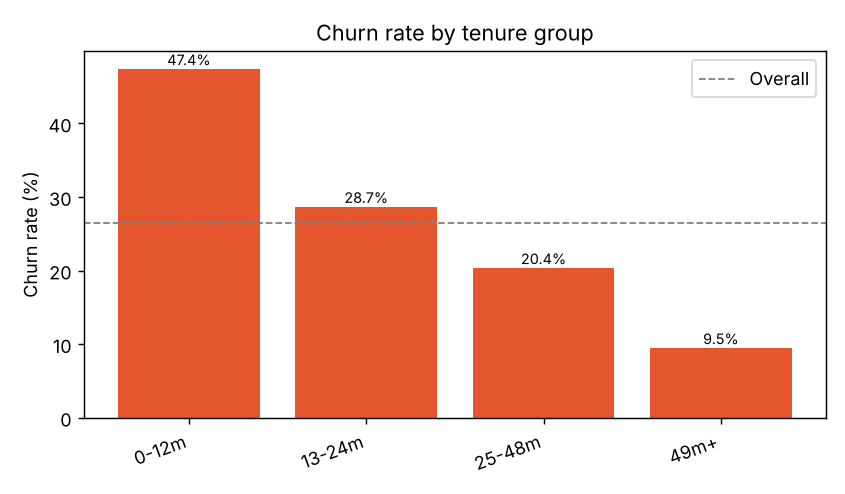 Churn rate by tenure group
47.4%
Overall
40
28.7%
30
Churn rate (%)
20.4%
20
9.5%
10
0
0-12m
13-24m
25-48m
49m+